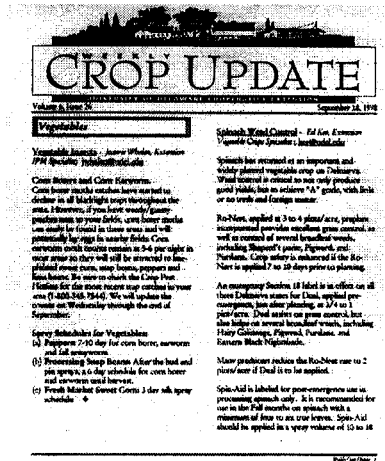 WEEKLY
CROP UPDATE
UNIVERSITY OF DELAWARE COOPERATIVE EXTENSION
Volume 6, Issue 26
September 18, 1998
Vegetables
Vegetable Insects - Joanne Whalen, Extension
IPM Specialist;
Corn Borers and Corn Earworm.
Corn borer moths catches have started to
decline in all blacklight traps throughout the
area. However, if you have weedy/grassy
patches next to your fields, corn borer moths
can easily be found in these areas and will
potentially lay eggs in nearby fields. Corn
earworm moth counts remain at 5-6 per night in
most areas so they will still be attracted to late-
planted sweet corn, snap beans, peppers and
lima beans. Be sure to check the Crop Pest
Hotline for the most recent trap catches in your
area (1-800-345-7544). We will update the
counts on Wednesday through the end of
September.
Spray Schedules for Vegetables:
(a) Peppers 7-10 day for corn borer, earworm
and fall armyworm.
(b) Processing Snap Beans After the bud and
pin sprays, a 6 day schedule for corn borer
and earworm until harvest.
(c) Fresh Market Sweet Corn 3 day silk spray
schedule
Spinach Weed Control - Ed Kee, Extension
Vegetable Crops Specialist;
Spinach has returned as an important and
widely planted vegetable crop on Delmarva.
Weed control is critical to not only produce
good yields, but to achieve "A" grade, with little
or no weeds and foreign matter.
Ro-Neet, applied at 3 to 4 pints/acre, preplant
incorporated provides excellent grass control, as
well as control of several broadleaf weeds,
including Shepard's purse, Pigweed, and
Purslane. Crop safety is enhanced if the Ro-
Neet is applied 7 to 10 days prior to planting.
An emergency Section 18 label is in effect on all
three Delmarva states for Dual, applied pre-
emergent, just after planting, at 3/4 to 1
pint/acre. Dual assists on grass control, but
also helps on several broadleaf weeds, including
Hairy Galinsoga, Pigweed, Purslane, and
Eastern Black Nightshade.
Many producers reduce the Ro-Neet rate to 2
pints/acre if Dual is to be applied.
Spin-Aid is labeled for post-emergence use in
processing spinach only. It is recommended for
use in the Fall months on spinach with a
minimum of four to six true leaves. Spin-Aid
should be applied in a spray volume of 10 to 18